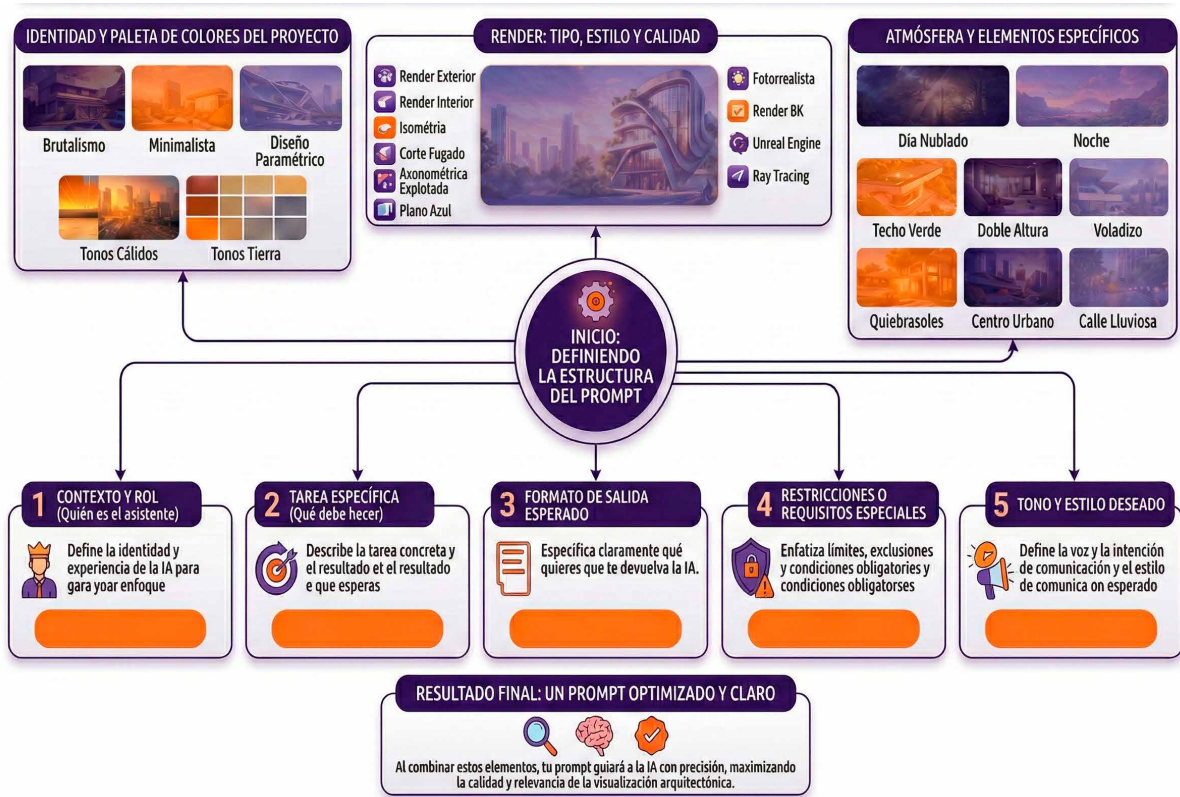 IDENTIDAD Y PALETA DE COLORES DEL PROYECTO
Brutalismo
Minimalista
Diseño
Paramétrico
Tonos Cálidos
Tonos Tierra
RENDER: TIPO, ESTILO Y CALIDAD
Render Exterior
Render Interior
Isométria
Corte Fugado
Axonométrica
Explotada
Plano Azul
Fotorrealista
Render BK
Unreal Engine
Ray Tracing
ATMÓSFERA Y ELEMENTOS ESPECÍFICOS
Día Nublado
Noche
Techo Verde
Doble Altura
Voladizo
Quiebrasoles
Centro Urbano
Calle Lluviosa
INICIO:
DEFINIENDO
LA ESTRUCTURA
DEL PROMPT
1 CONTEXTO Y ROL
(Quién es el asistente)
Define la identidad y
experiencia de la IA para
gara yoar enfoque
2 TAREA ESPECÍFICA
(Qué debe hecer)
Describe la tarea concreta y
el resultado et el resultado
e que esperas
3 FORMATO DE SALIDA
ESPERADO
Específica claramente qué
quieres que te devuelva la IA.
4 RESTRICCIONES O
REQUISITOS ESPECIALES
Enfatiza límites, exclusiones
y condiciones obligatories y
condiciones obligatorses
5 TONO Y ESTILO DESEADO
Define la voz y la intención
de comunicación y el estilo
de comunica on esperado
RESULTADO FINAL: UN PROMPT OPTIMIZADO Y CLARO
Al combinar estos elementos, tu prompt guiará a la IA con precisión, maximizando
la calidad y relevancia de la visualización arquitectónica.